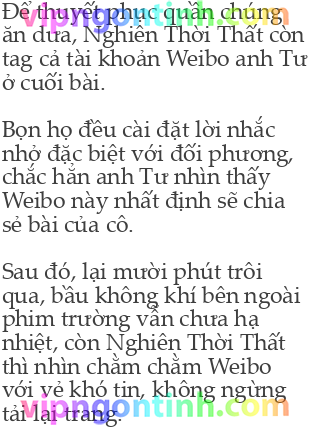 Để thuyết phục quần chúng
ăn dưa, Nghiên Thời Thất còn
tag cả tài khoản Weibo anh Tư
ở cuối bài.
Bọn họ đều cài đặt lời nhắc
nhở đặc biệt với đối phương,
chắc hẳn anh Tư nhìn thấy
Weibo này nhất định sẽ chia
sẻ bài của cô.
Sau đó, lại mười phút trôi
qua, bầu không khí bên ngoài
phim trường vẫn chưa hạ
nhiệt, còn Nghiên Thời Thất
thì nhìn chằm chằm Weibo
với vẻ khó tin, không ngừng
tải lại trang.
vipngontinh.com
vipngontinh.com